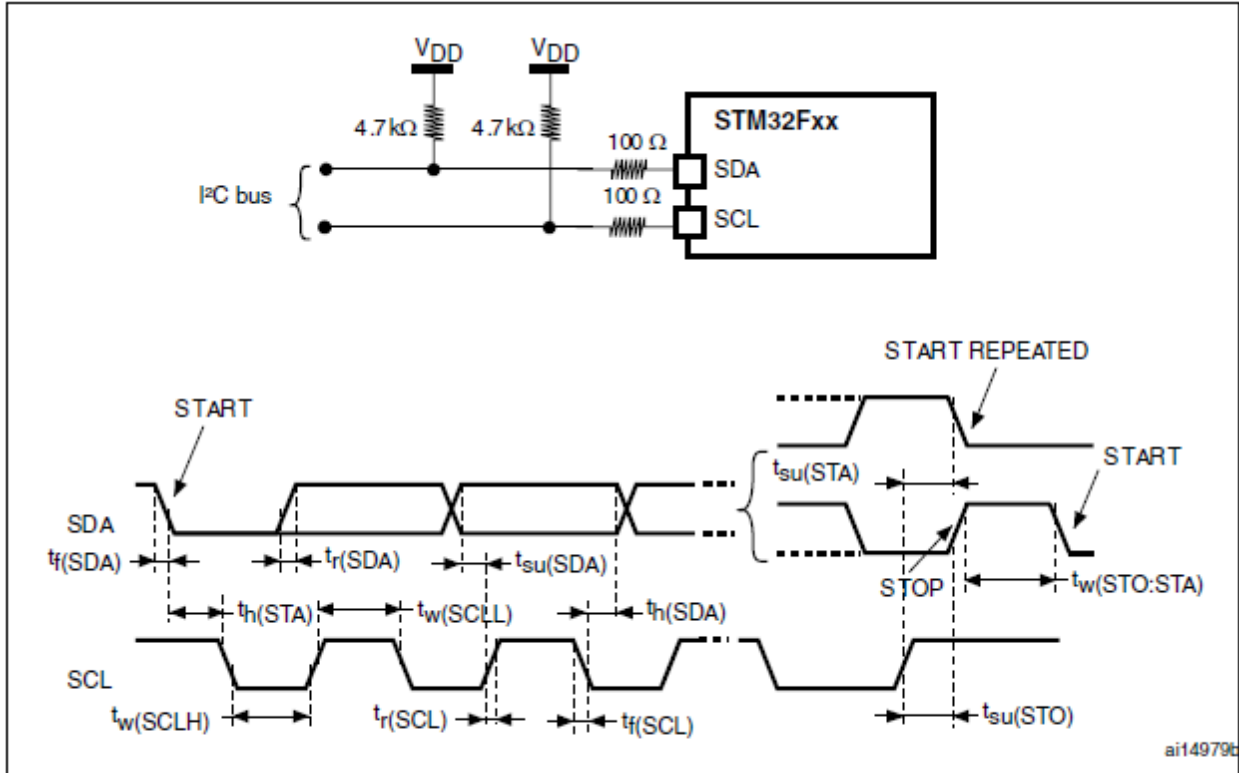 VDD VDD
4.7kΩ 4.7kΩ
STM32Fxx
100 Ω
SDA
I²C bus
100 Ω
SCL
START REPEATED
START
tsu(STA)
START
SDA
tf(SDA)
tr(SDA)
tsu(SDA)
STOP
tw(STO:STA)
th(STA)
tw(SCLL)
th(SDA)
SCL
tw(SCLH)
tr(SCL)
tf(SCL)
tsu(STO)
ai14979b